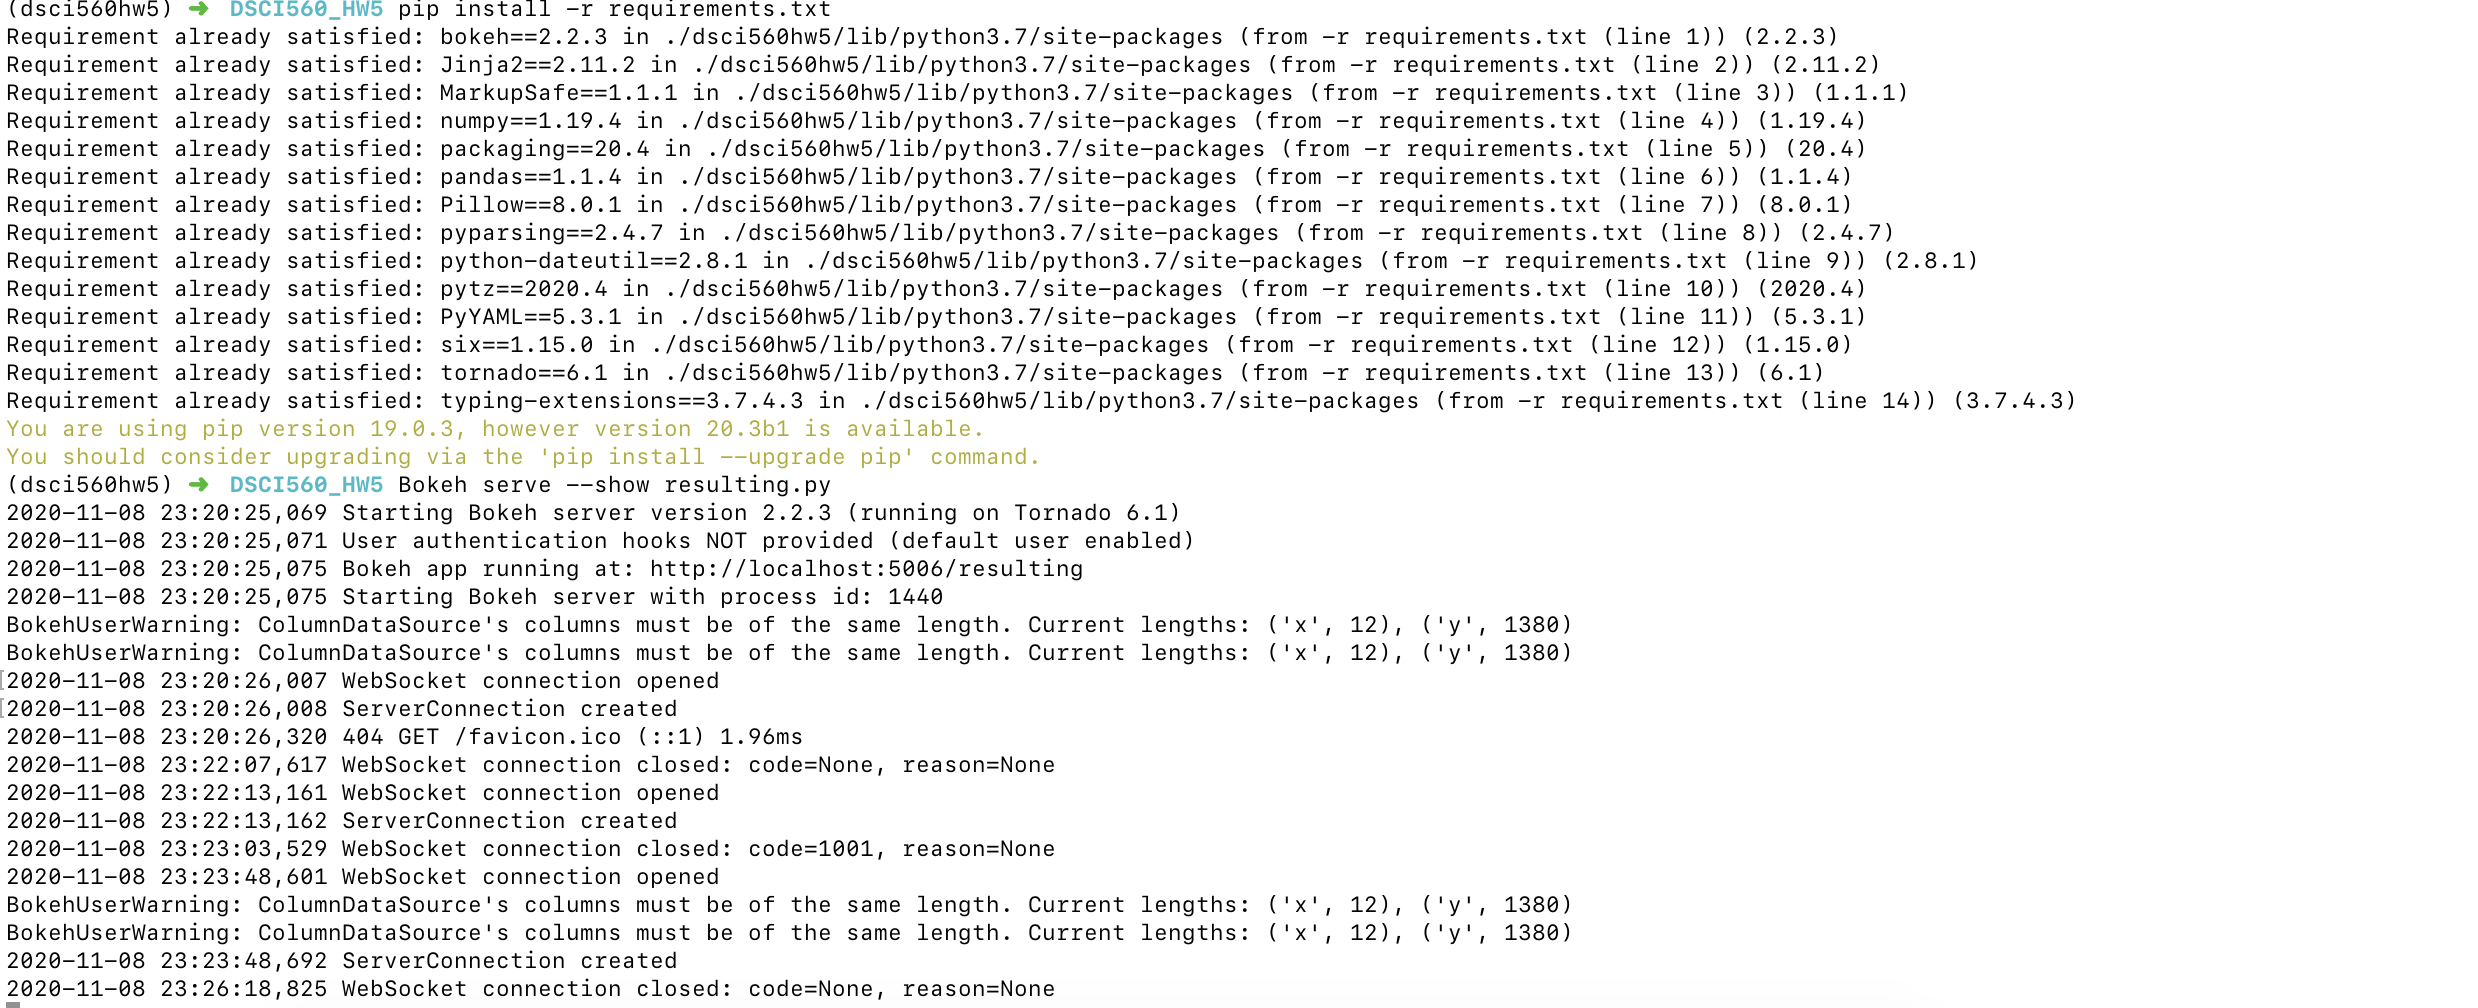 (dsci560hw5) ➜ DSCI560_HW5 pip install -r requirements.txt
Requirement already satisfied: bokeh==2.2.3 in ./dsci560hw5/lib/python3.7/site-packages (from -r requirements.txt (line 1)) (2.2.3)
Requirement already satisfied: Jinja2==2.11.2 in ./dsci560hw5/lib/python3.7/site-packages (from -r requirements.txt (line 2)) (2.11.2)
Requirement already satisfied: MarkupSafe==1.1.1 in ./dsci560hw5/lib/python3.7/site-packages (from -r requirements.txt (line 3)) (1.1.1)
Requirement already satisfied: numpy==1.19.4 in ./dsci560hw5/lib/python3.7/site-packages (from -r requirements.txt (line 4)) (1.19.4)
Requirement already satisfied: packaging==20.4 in ./dsci560hw5/lib/python3.7/site-packages (from -r requirements.txt (line 5)) (20.4)
Requirement already satisfied: pandas==1.1.4 in ./dsci560hw5/lib/python3.7/site-packages (from -r requirements.txt (line 6)) (1.1.4)
Requirement already satisfied: Pillow==8.0.1 in ./dsci560hw5/lib/python3.7/site-packages (from -r requirements.txt (line 7)) (8.0.1)
Requirement already satisfied: pyparsing==2.4.7 in ./dsci560hw5/lib/python3.7/site-packages (from -r requirements.txt (line 8)) (2.4.7)
Requirement already satisfied: python-dateutil==2.8.1 in ./dsci560hw5/lib/python3.7/site-packages (from -r requirements.txt (line 9)) (2.8.1)
Requirement already satisfied: pytz==2020.4 in ./dsci560hw5/lib/python3.7/site-packages (from -r requirements.txt (line 10)) (2020.4)
Requirement already satisfied: PyYAML==5.3.1 in ./dsci560hw5/lib/python3.7/site-packages (from -r requirements.txt (line 11)) (5.3.1)
Requirement already satisfied: six==1.15.0 in ./dsci560hw5/lib/python3.7/site-packages (from -r requirements.txt (line 12)) (1.15.0)
Requirement already satisfied: tornado==6.1 in ./dsci560hw5/lib/python3.7/site-packages (from -r requirements.txt (line 13)) (6.1)
Requirement already satisfied: typing-extensions==3.7.4.3 in ./dsci560hw5/lib/python3.7/site-packages (from -r requirements.txt (line 14)) (3.7.4.3)
You are using pip version 19.0.3, however version 20.3b1 is available.
You should consider upgrading via the 'pip install --upgrade pip' command.
(dsci560hw5) ➜ DSCI560_HW5 Bokeh serve --show resulting.py
2020-11-08 23:20:25,069 Starting Bokeh server version 2.2.3 (running on Tornado 6.1)
2020-11-08 23:20:25,071 User authentication hooks NOT provided (default user enabled)
2020-11-08 23:20:25,075 Bokeh app running at: http://localhost:5006/resulting
2020-11-08 23:20:25,075 Starting Bokeh server with process id: 1440
BokehUserWarning: ColumnDataSource's columns must be of the same length. Current lengths: ('x', 12), ('y', 1380)
BokehUserWarning: ColumnDataSource's columns must be of the same length. Current lengths: ('x', 12), ('y', 1380)
2020-11-08 23:20:26,007 WebSocket connection opened
2020-11-08 23:20:26,008 ServerConnection created
2020-11-08 23:20:26,320 404 GET /favicon.ico (::1) 1.96ms
2020-11-08 23:22:07,617 WebSocket connection closed: code=None, reason=None
2020-11-08 23:22:13,161 WebSocket connection opened
2020-11-08 23:22:13,162 ServerConnection created
2020-11-08 23:23:03,529 WebSocket connection closed: code=1001, reason=None
2020-11-08 23:23:48,601 WebSocket connection opened
BokehUserWarning: ColumnDataSource's columns must be of the same length. Current lengths: ('x', 12), ('y', 1380)
BokehUserWarning: ColumnDataSource's columns must be of the same length. Current lengths: ('x', 12), ('y', 1380)
2020-11-08 23:23:48,692 ServerConnection created
2020-11-08 23:26:18,825 WebSocket connection closed: code=None, reason=None